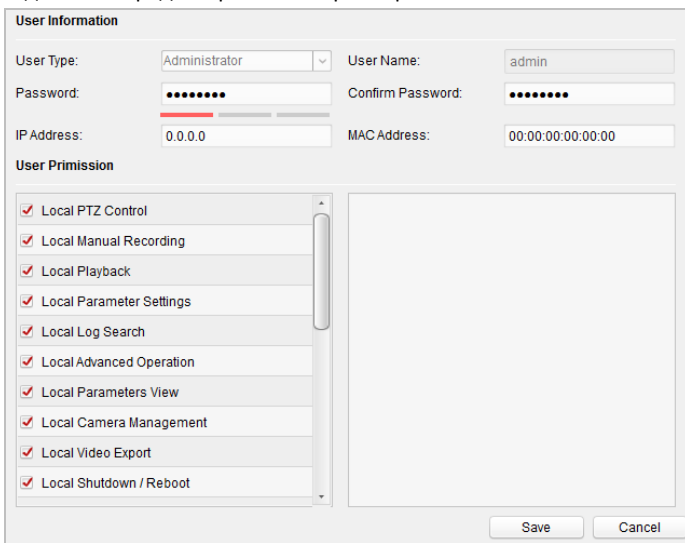 User Information
User Type: Administrator User Name: admin
Password: •••••••• Confirm Password: ••••••••
IP Address: 0.0.0.0 MAC Address: 00:00:00:00:00:00
User Primission
Local PTZ Control
Local Manual Recording
Local Playback
Local Parameter Settings
Local Log Search
Local Advanced Operation
Local Parameters View
Local Camera Management
Local Video Export
Local Shutdown / Reboot
Save Cancel